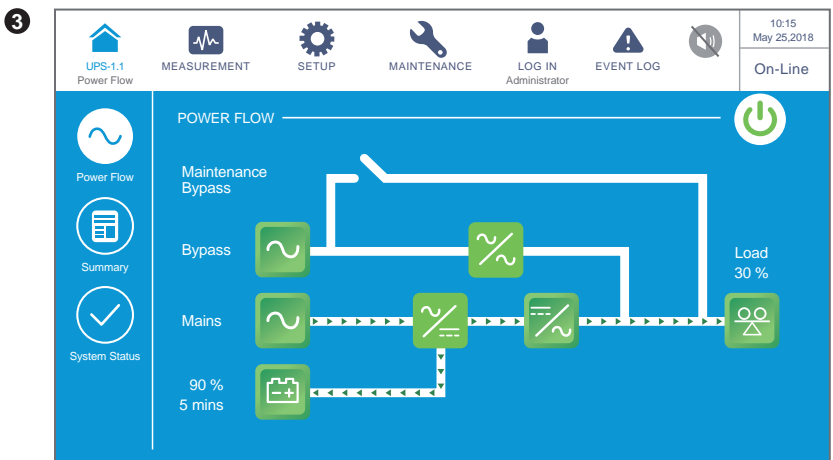 3
UPS-1.1
Power Flow
MEASUREMENT
SETUP
MAINTENANCE
LOG IN
Administrator
EVENT LOG
10:15
May 25,2018
On-Line
Power Flow
Summary
System Status
POWER FLOW
Maintenance
Bypass
Bypass
Load
30 %
Mains
90 %
5 mins